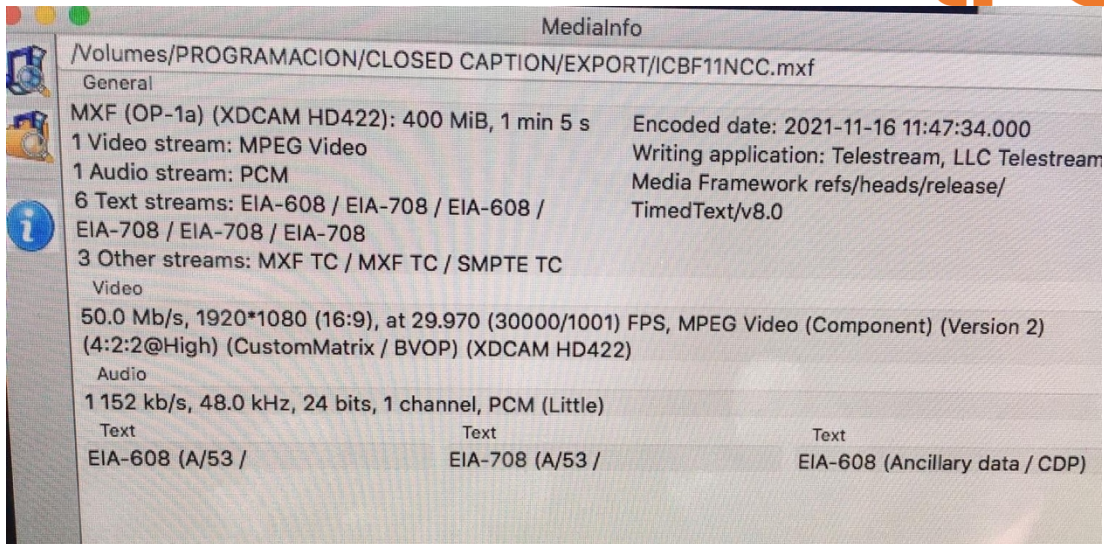 MediaInfo
/Volumes/PROGRAMACION/CLOSED CAPTION/EXPORT/ICBF11NCC.mxf
General
MXF (OP-1a) (XDCAM HD422): 400 MiB, 1 min 5 s
1 Video stream: MPEG Video
1 Audio stream: PCM
6 Text streams: EIA-608 / EIA-708 / EIA-608 /
EIA-708 / EIA-708 / EIA-708
3 Other streams: MXF TC / MXF TC / SMPTE TC
Encoded date: 2021-11-16 11:47:34.000
Writing application: Telestream, LLC Telestream
Media Framework refs/heads/release/
TimedText/v8.0
Video
50.0 Mb/s, 1920*1080 (16:9), at 29.970 (30000/1001) FPS, MPEG Video (Component) (Version 2)
(4:2:2@High) (CustomMatrix / BVOP) (XDCAM HD422)
Audio
1 152 kb/s, 48.0 kHz, 24 bits, 1 channel, PCM (Little)
Text
EIA-608 (A/53 /
Text
EIA-708 (A/53 /
Text
EIA-608 (Ancillary data / CDP)